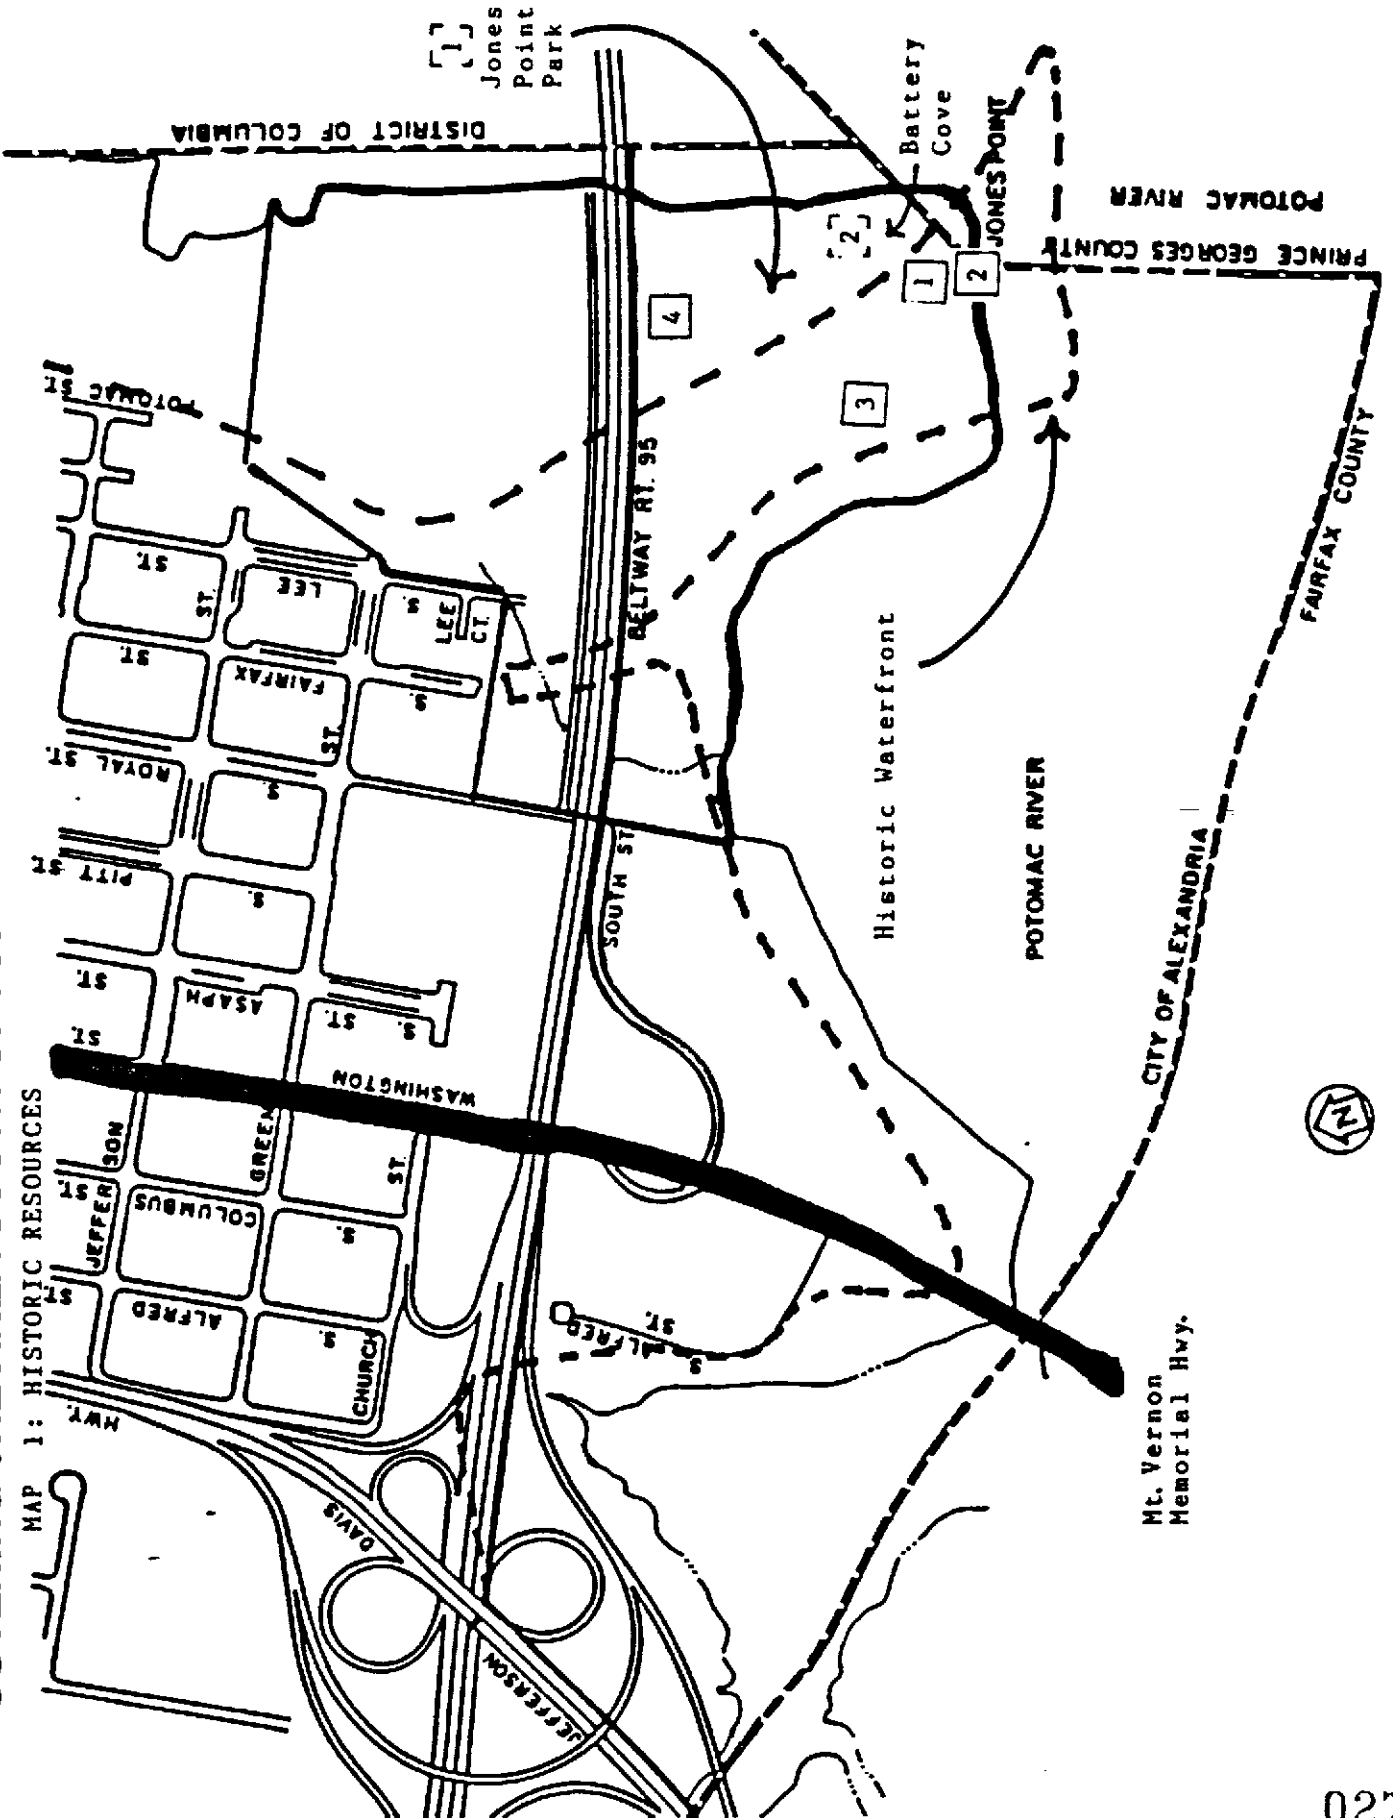 MAP 1: HISTORIC RESOURCES
1
Jones
Point
Park
DISTRICT OF COLUMBIA
Battery
Cove
JONES POINT
POTOMAC RIVER
PRINCE GEORGES COUNTY
2
1
2
3
4
POTOMAC ST.
BELTWAY RT. 95
ST.
LEE
ST.
S.
LEE
CT.
ST.
FAIRFAX
S.
ST.
ROYAL ST.
S.
PITT ST.
S.
ST.
ASAPH
ST.
S.
ST.
WASHINGTON
SOUTH ST.
JEFFERSON
GREEN
ST.
ST.
COLUMBUS
S.
ST.
ALFRED
S.
CHURCH
HWY.
DAVIS
JEFFERSON
S. ALFRED
ST.
Historic Waterfront
POTOMAC RIVER
FAIRFAX COUNTY
CITY OF ALEXANDRIA
N
Mt. Vernon
Memorial Hwy.